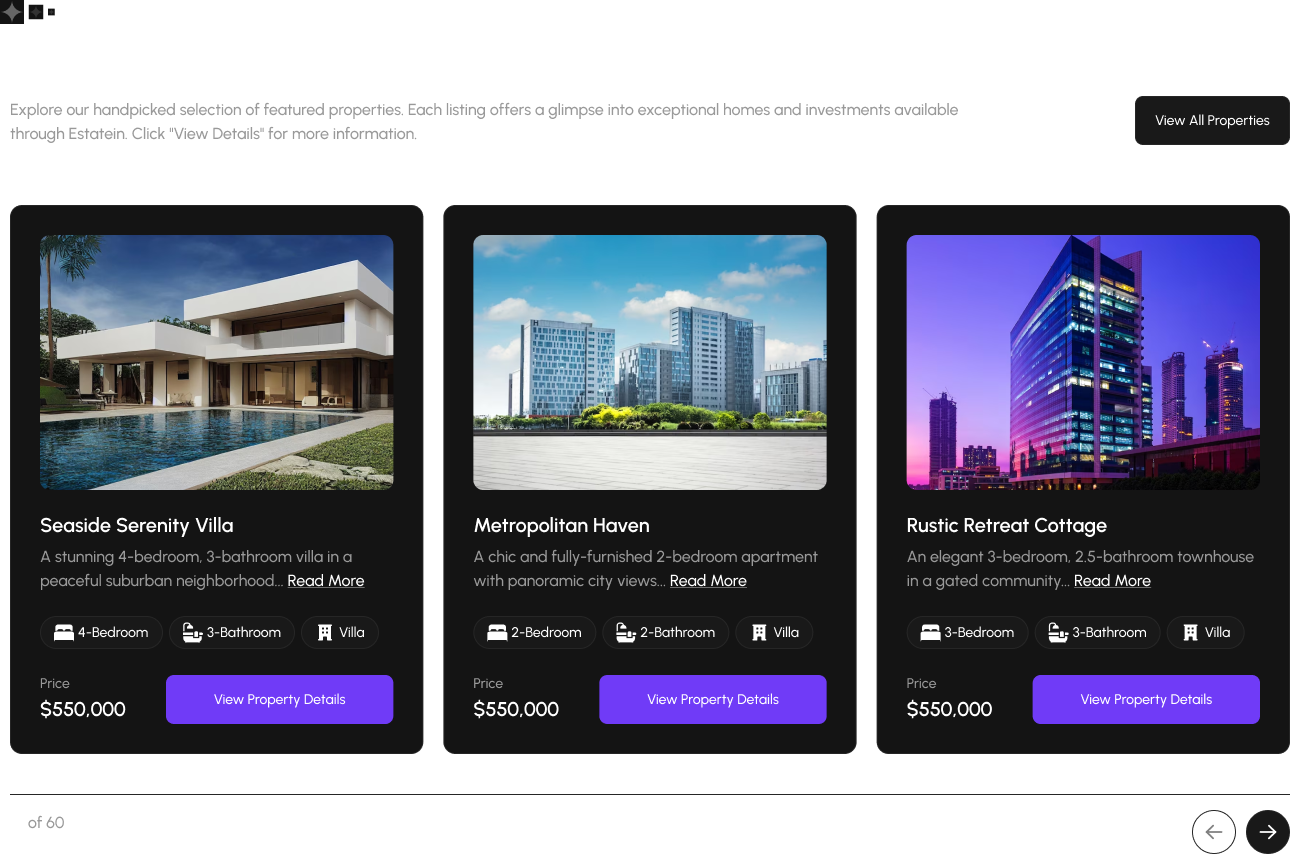 Explore our handpicked selection of featured properties. Each listing offers a glimpse into exceptional homes and investments available
through Estatein. Click "View Details" for more information.
View All Properties
Seaside Serenity Villa
A stunning 4-bedroom, 3-bathroom villa in a
peaceful suburban neighborhood... Read More
4-Bedroom
3-Bathroom
Villa
Price
$550,000
View Property Details
Metropolitan Haven
A chic and fully-furnished 2-bedroom apartment
with panoramic city views... Read More
2-Bedroom
2-Bathroom
Villa
Price
$550,000
View Property Details
Rustic Retreat Cottage
An elegant 3-bedroom, 2.5-bathroom townhouse
in a gated community... Read More
3-Bedroom
3-Bathroom
Villa
Price
$550,000
View Property Details
of 60